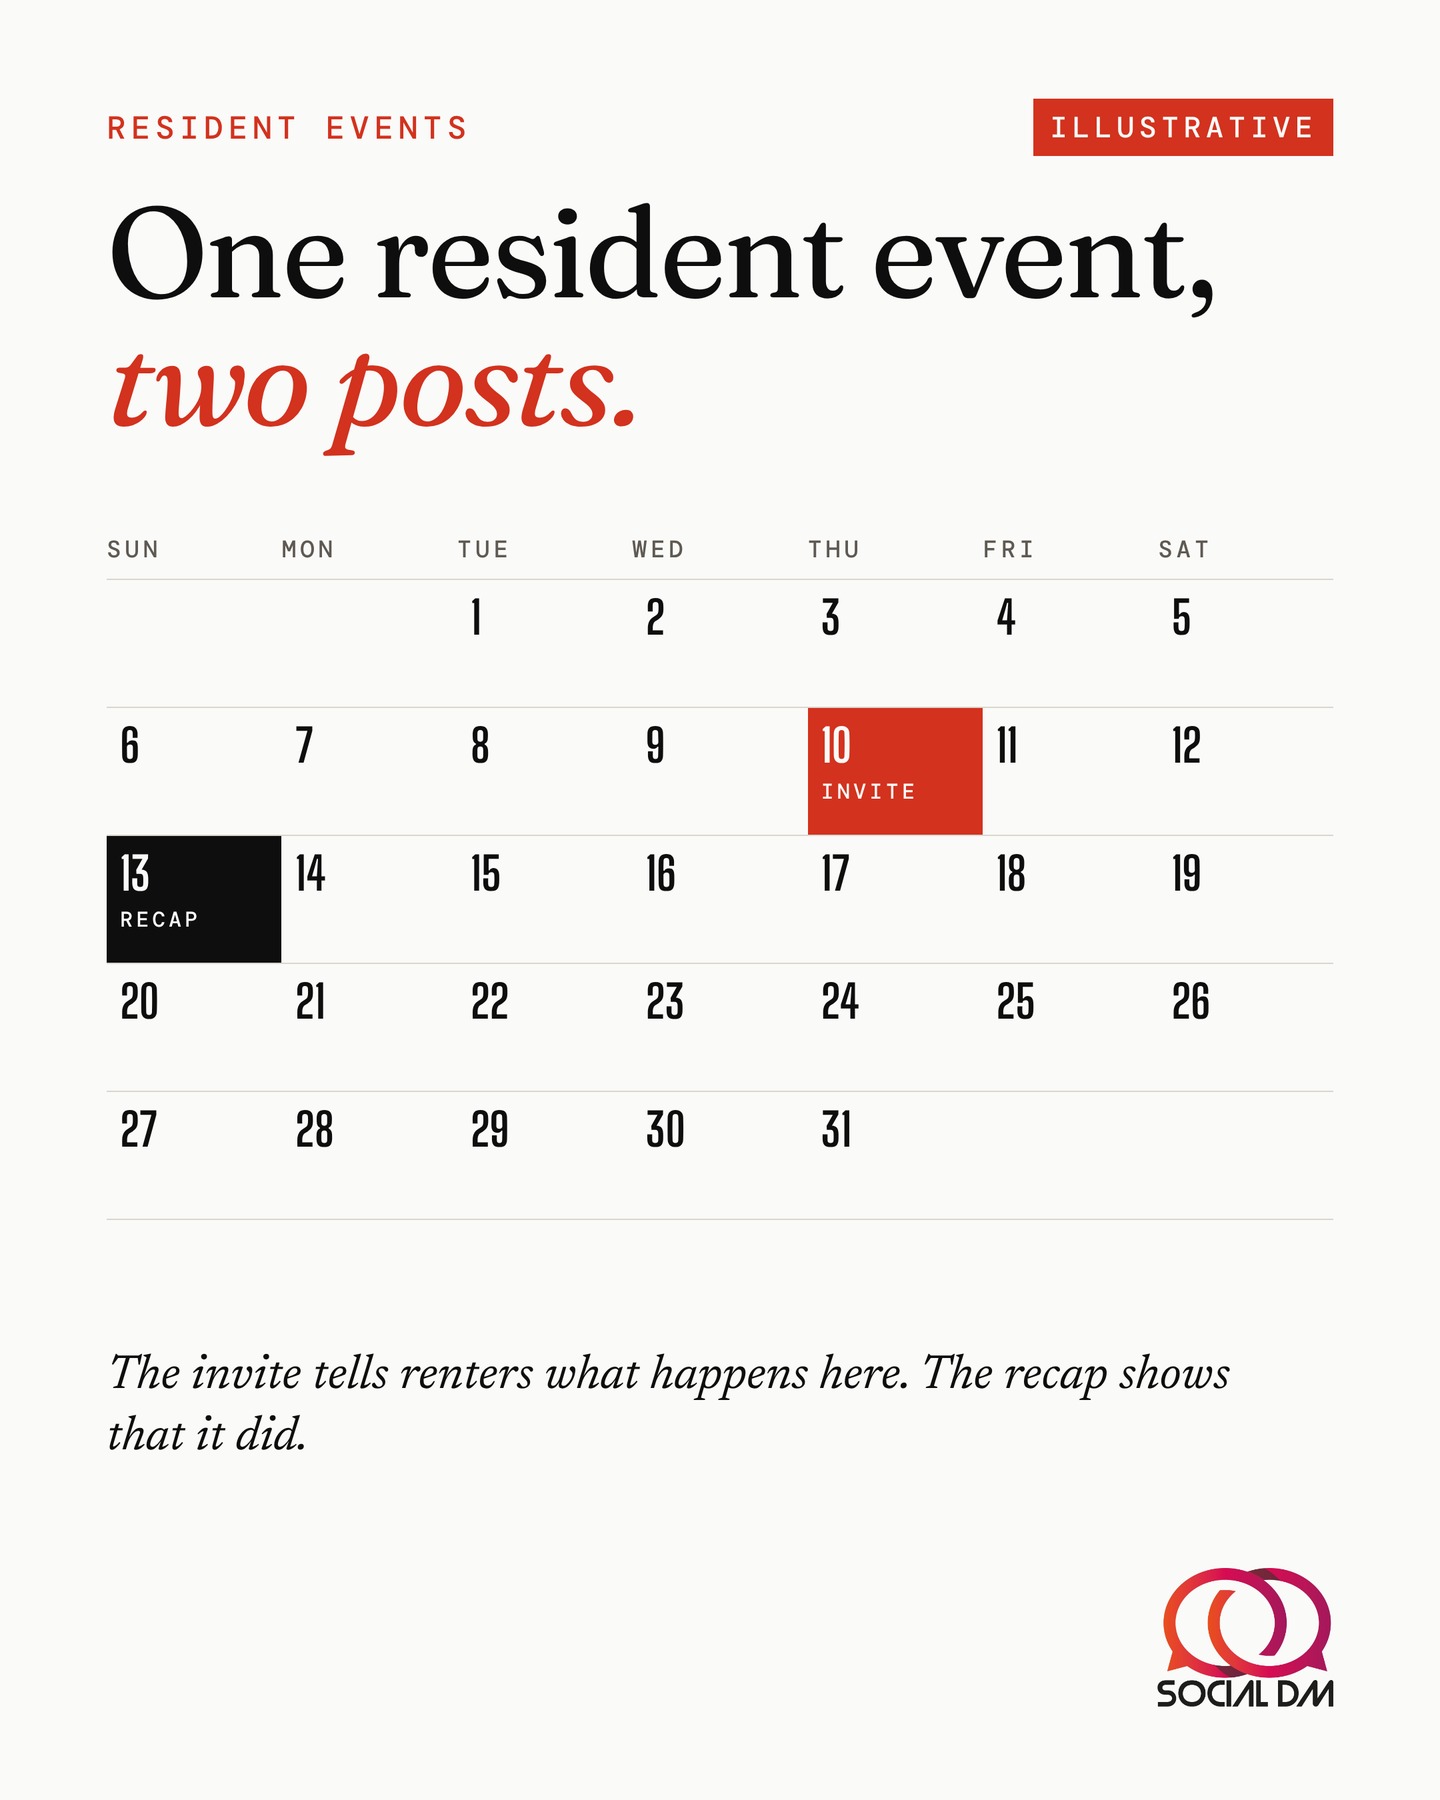 RESIDENT EVENTS
ILLUSTRATIVE
One resident event,
two posts.
SUN MON TUE WED THU FRI SAT
1 2 3 4 5
6 7 8 9 10 11 12
INVITE
13 14 15 16 17 18 19
RECAP
20 21 22 23 24 25 26
27 28 29 30 31
The invite tells renters what happens here. The recap shows
that it did.
SOCIAL DM